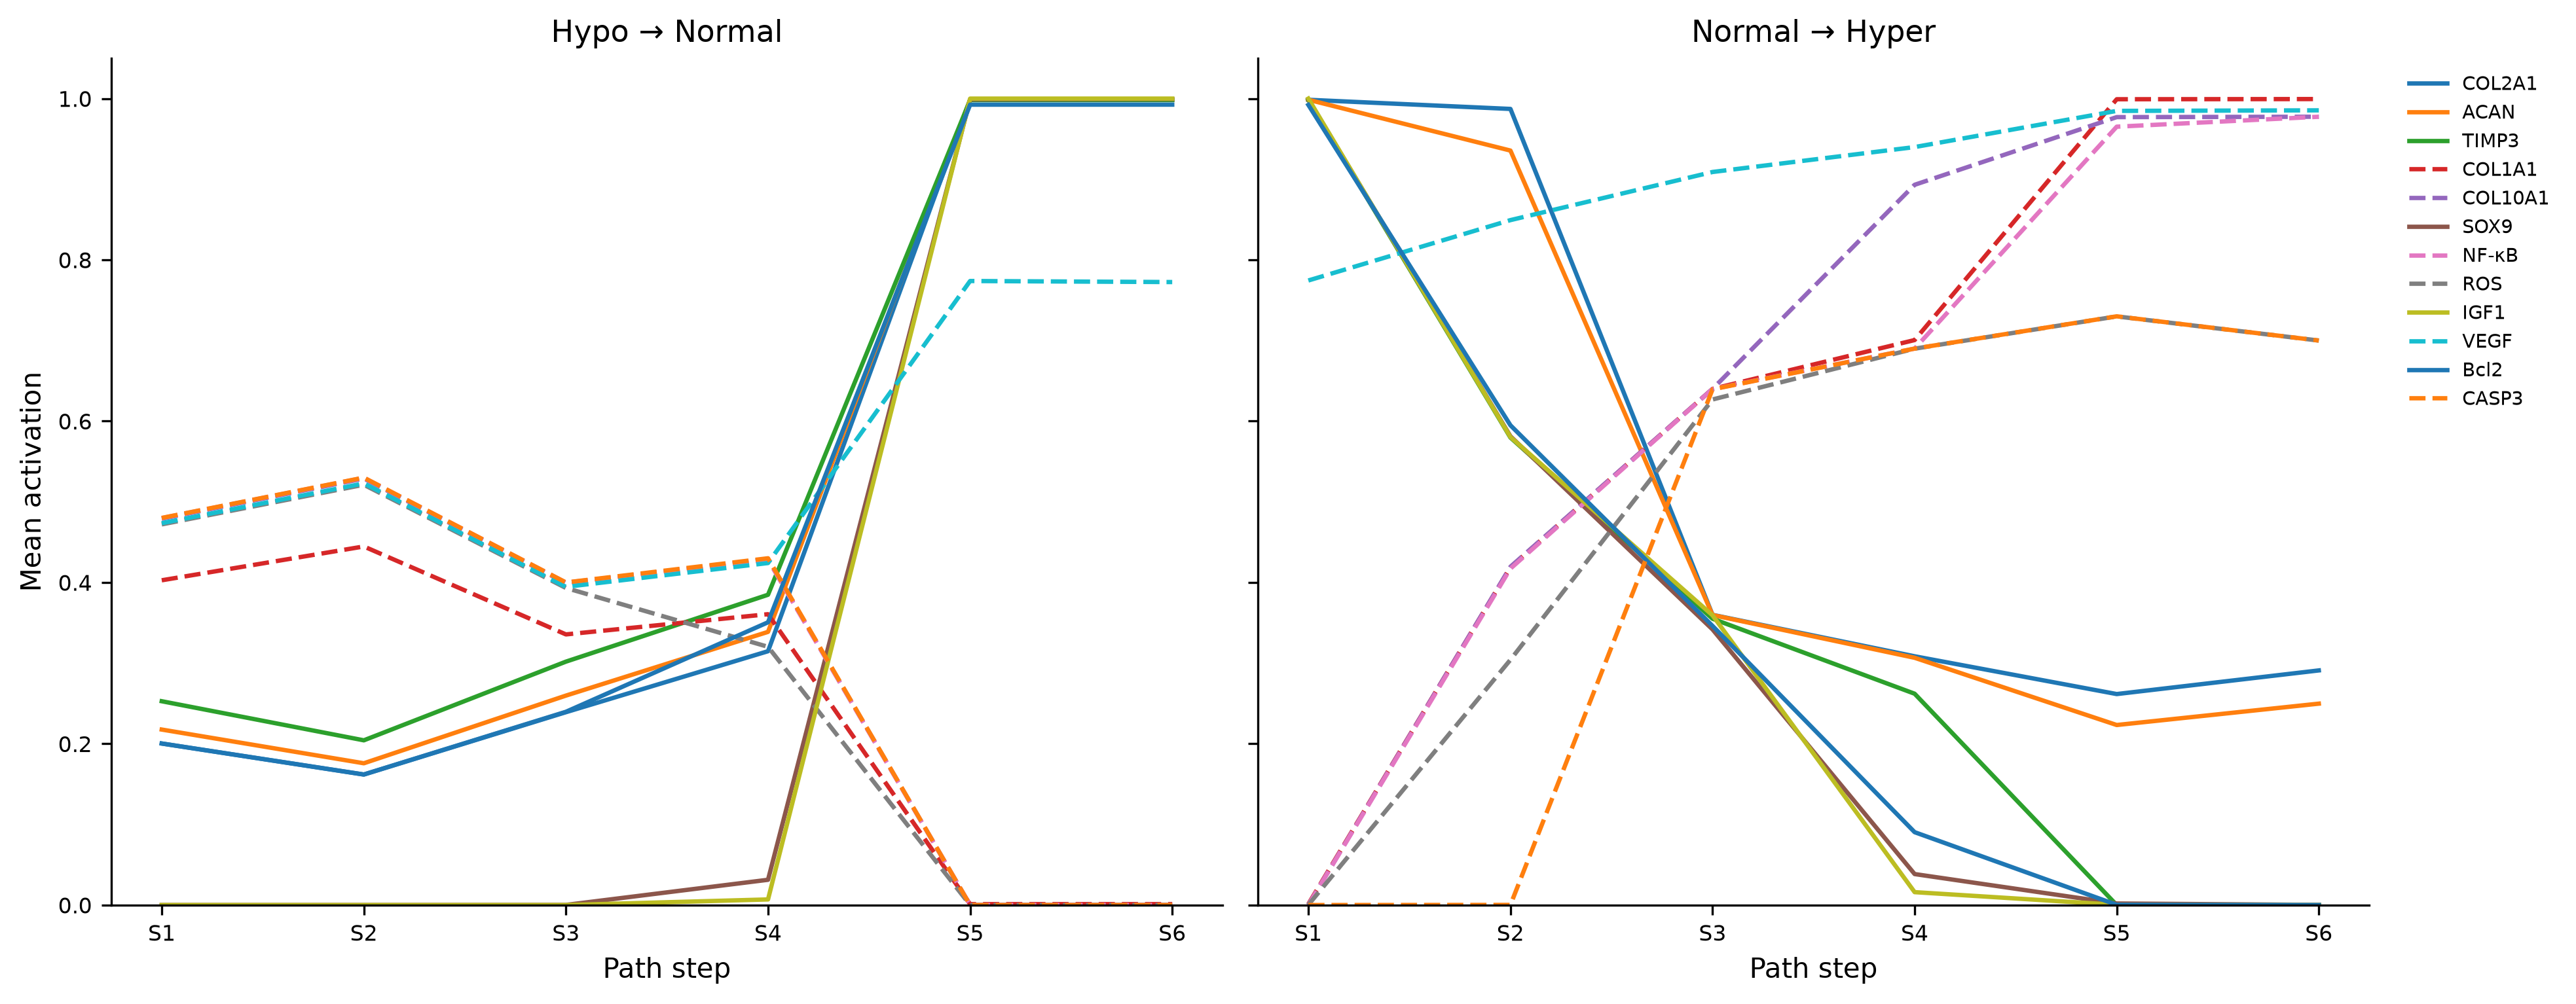 Hypo → Normal
Normal → Hyper
Mean activation
1.0
0.8
0.6
0.4
0.2
0.0
S1 S2 S3 S4 S5 S6
Path step
S1 S2 S3 S4 S5 S6
Path step
COL2A1
ACAN
TIMP3
COL1A1
COL10A1
SOX9
NF-κB
ROS
IGF1
VEGF
Bcl2
CASP3